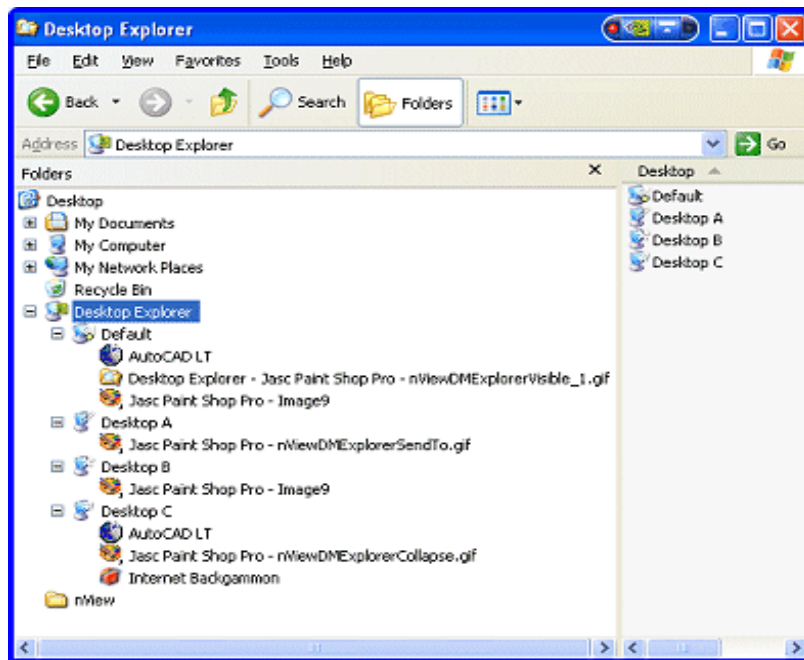 Desktop Explorer
File Edit View Favorites Tools Help
Back Search Folders
Address Desktop Explorer Go
Folders
Desktop
My Documents
My Computer
My Network Places
Recycle Bin
Desktop Explorer
Default
AutoCAD LT
Desktop Explorer - Jasc Paint Shop Pro - nViewDMExplorerVisible_1.gif
Jasc Paint Shop Pro - Image9
Desktop A
Jasc Paint Shop Pro - nViewDMExplorerSendTo.gif
Desktop B
Jasc Paint Shop Pro - Image9
Desktop C
AutoCAD LT
Jasc Paint Shop Pro - nViewDMExplorerCollapse.gif
Internet Backgammon
nView
Desktop
Default
Desktop A
Desktop B
Desktop C